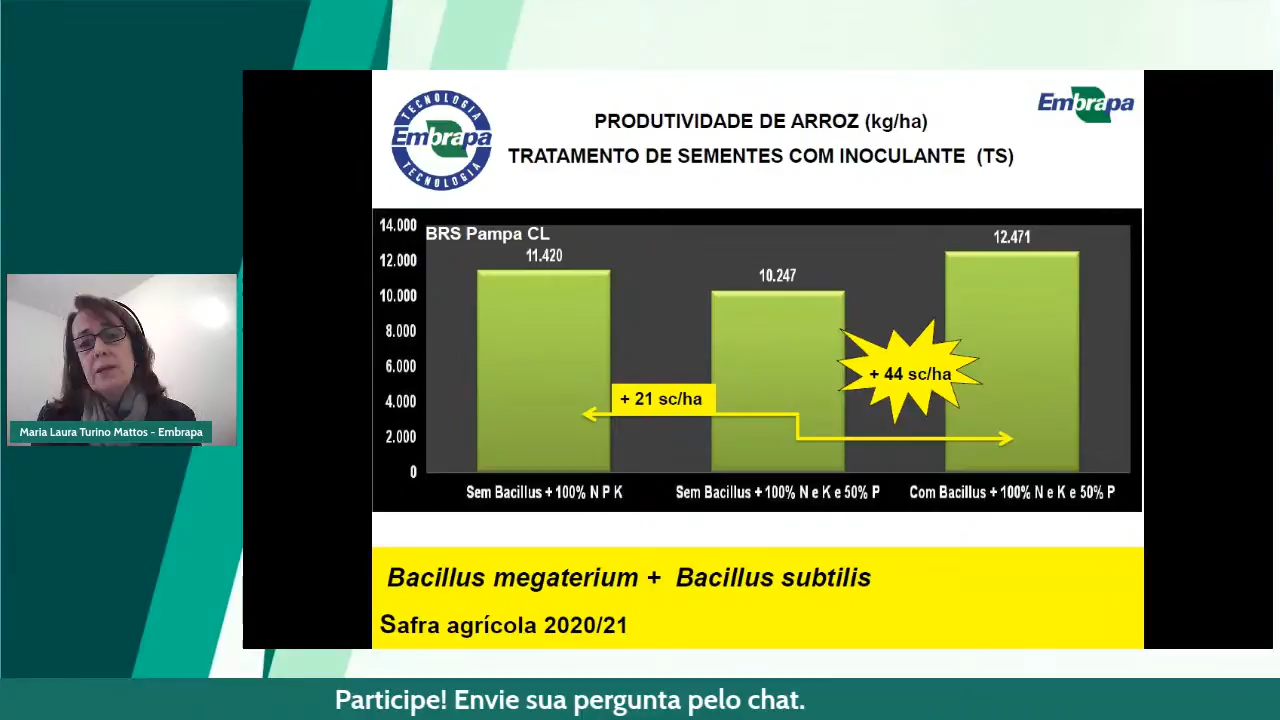 TECNOLOGIA
Embrapa
TECNOLOGIA
Embrapa
PRODUTIVIDADE DE ARROZ (kg/ha)
TRATAMENTO DE SEMENTES COM INOCULANTE (TS)
14.000
12.000
10.000
8.000
6.000
4.000
2.000
0
BRS Pampa CL
11.420
10.247
12.471
+ 21 sc/ha
+ 44 sc/ha
Sem Bacillus + 100% N P K
Sem Bacillus + 100% N e K e 50% P
Com Bacillus + 100% N e K e 50% P
Bacillus megaterium + Bacillus subtilis
Safra agrícola 2020/21
Maria Laura Turino Mattos - Embrapa
Participe! Envie sua pergunta pelo chat.